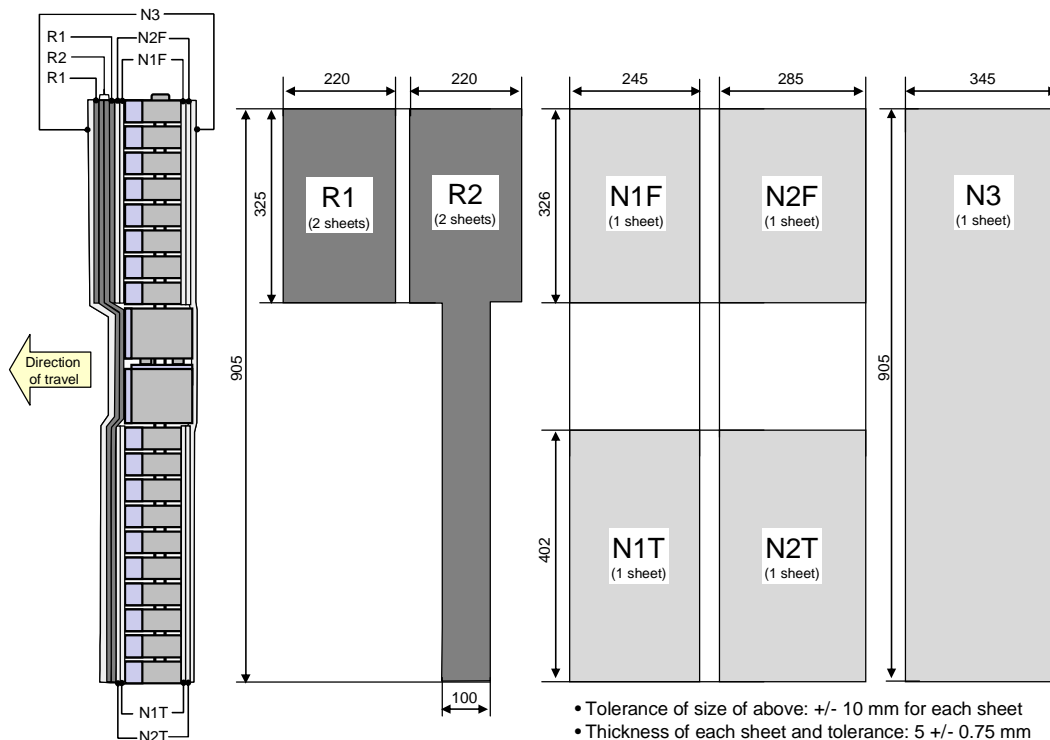 N3
R1
N2F
R2
N1F
R1
Direction
of travel
N1T
N2T
220
220
245
285
345
325
905
326
402
905
100
R1
(2 sheets)
R2
(2 sheets)
N1F
(1 sheet)
N2F
(1 sheet)
N3
(1 sheet)
N1T
(1 sheet)
N2T
(1 sheet)
• Tolerance of size of above: +/- 10 mm for each sheet
• Thickness of each sheet and tolerance: 5 +/- 0.75 mm